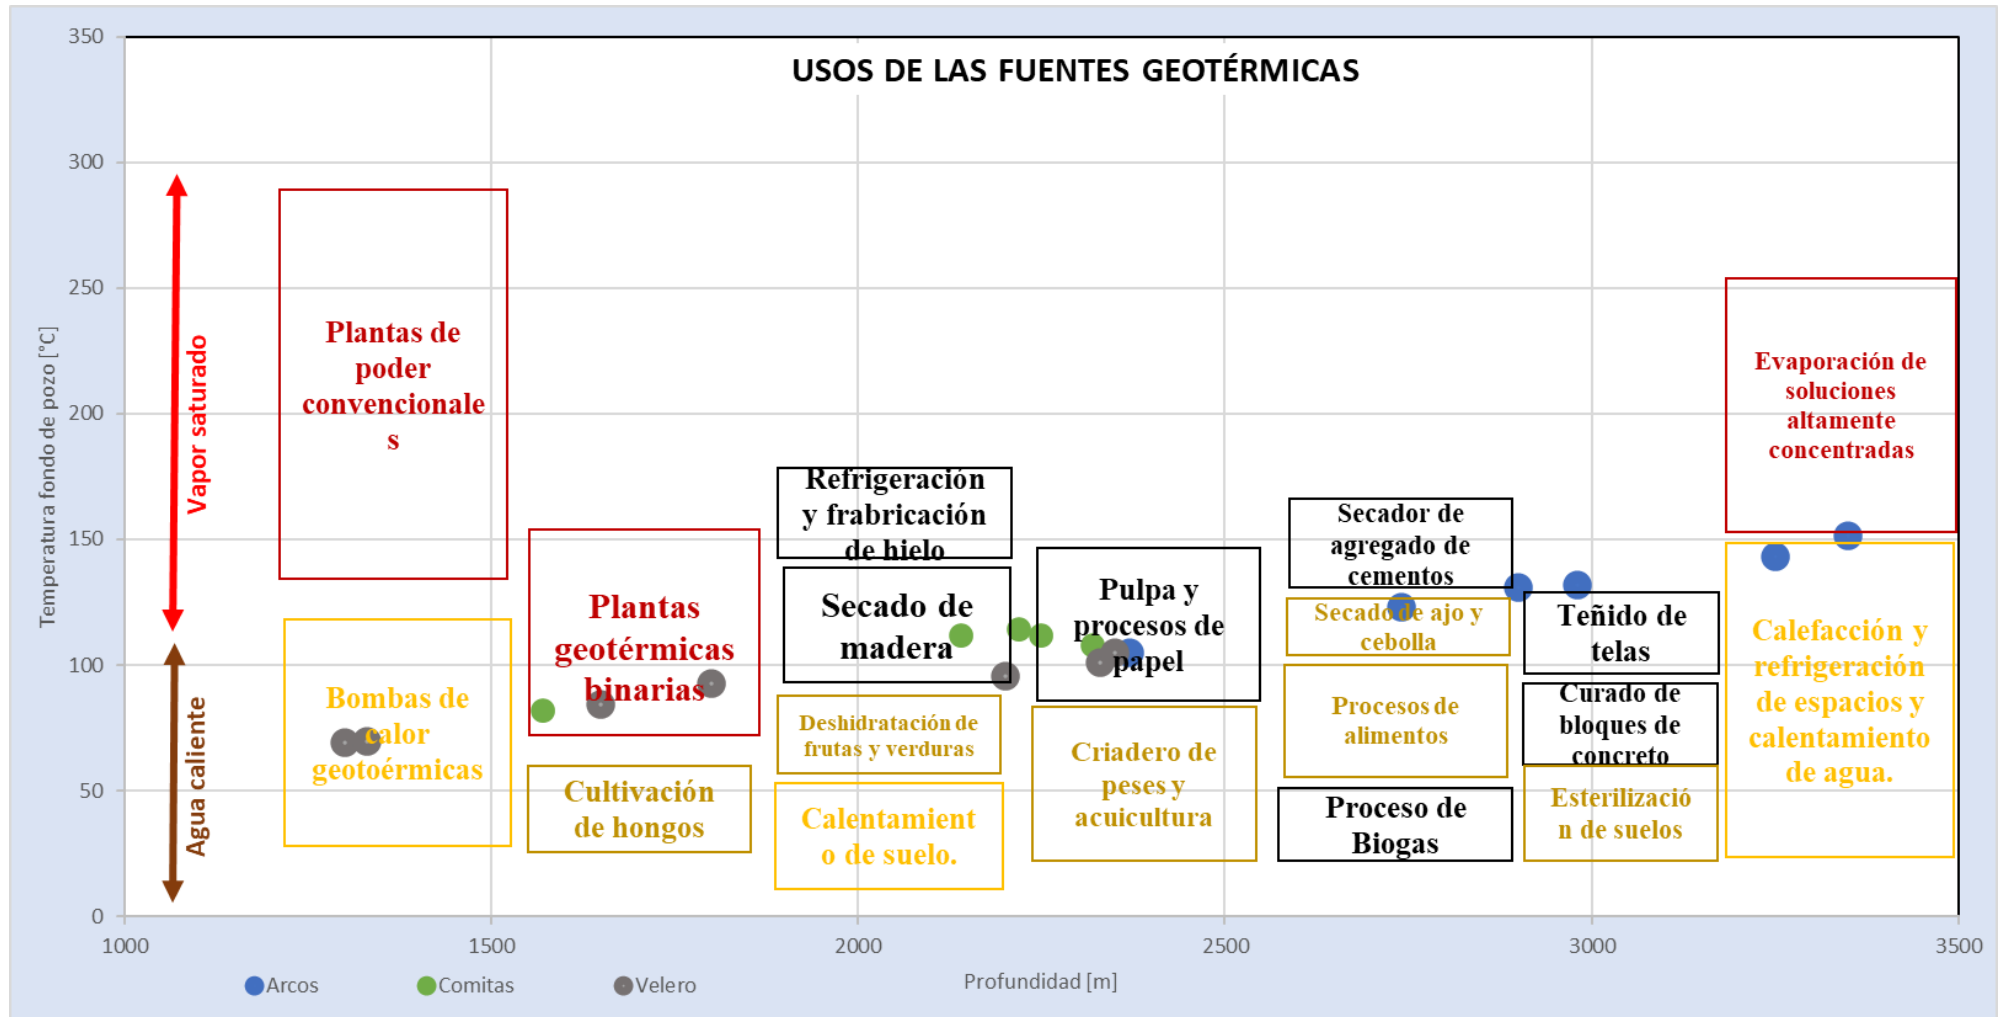 USOS DE LAS FUENTES GEOTÉRMICAS
350
300
250
200
150
100
50
0
Temperatura fondo de pozo [°C]
Vapor saturado
Agua caliente
Plantas de
poder
convencionale
s
Bombas de
calor
geotoérmicas
Plantas
geotérmicas
binarias
Cultivación
de hongos
Refrigeración
y frabricación
de hielo
Secado de
madera
Deshidratación de
frutas y verduras
Calentamient
o de suelo.
Pulpa y
procesos de
papel
Criadero de
peses y
acuicultura
Secador de
agregado de
cementos
Secado de ajo y
cebolla
Procesos de
alimentos
Proceso de
Biogas
Teñido de
telas
Curado de
bloques de
concreto
Esterilizació
n de suelos
Evaporación de
soluciones
altamente
concentradas
Calefacción y
refrigeración
de espacios y
calentamiento
de agua.
1000
1500
2000
2500
3000
3500
Profundidad [m]
Arcos
Comitas
Velero